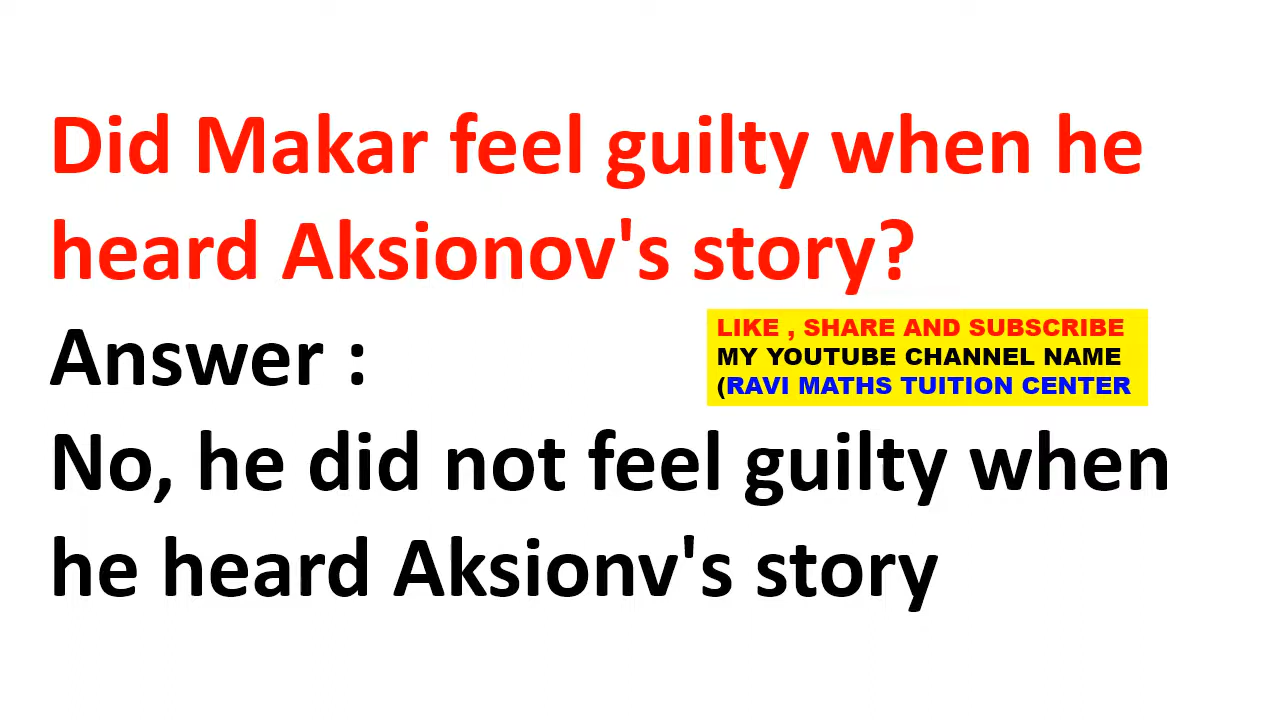 Did Makar feel guilty when he
heard Aksionov's story?
Answer :
LIKE , SHARE AND SUBSCRIBE
MY YOUTUBE CHANNEL NAME
(RAVI MATHS TUITION CENTER
No, he did not feel guilty when
he heard Aksionv's story